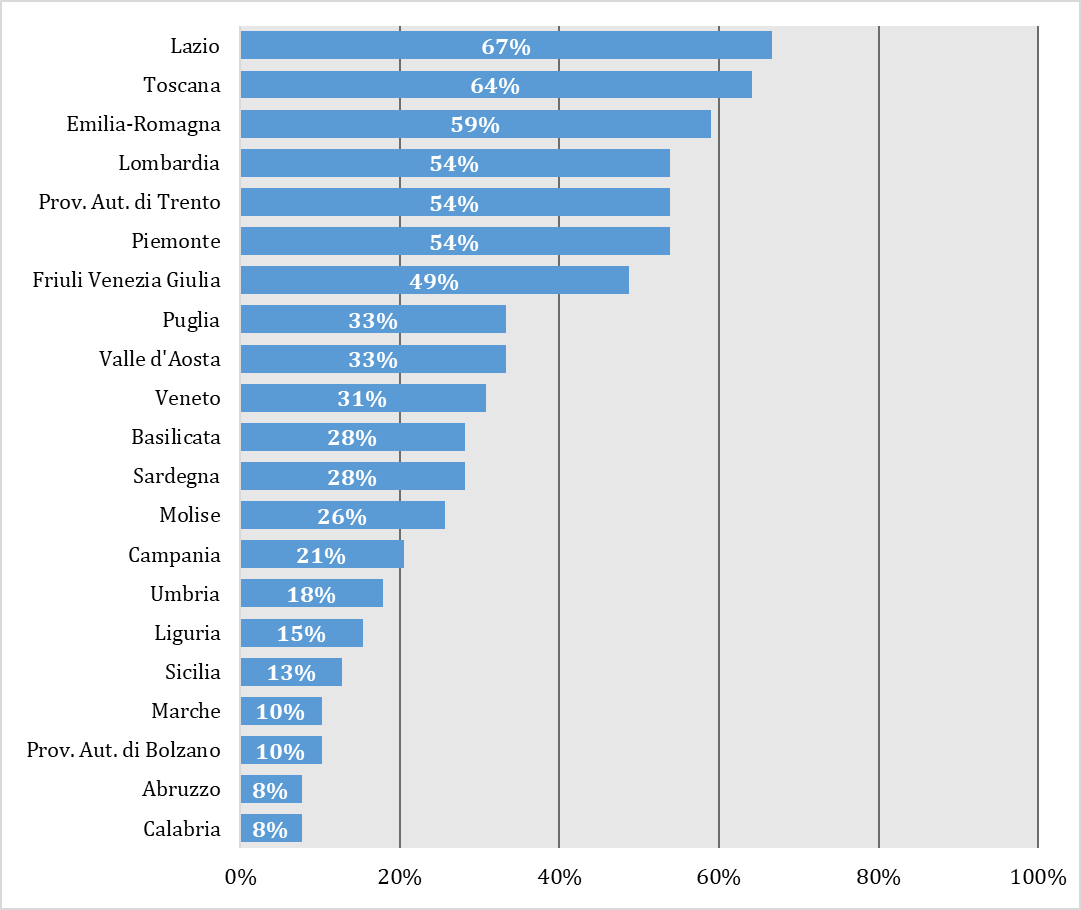 Lazio 67%
Toscana 64%
Emilia-Romagna 59%
Lombardia 54%
Prov. Aut. di Trento 54%
Piemonte 54%
Friuli Venezia Giulia 49%
Puglia 33%
Valle d'Aosta 33%
Veneto 31%
Basilicata 28%
Sardegna 28%
Molise 26%
Campania 21%
Umbria 18%
Liguria 15%
Sicilia 13%
Marche 10%
Prov. Aut. di Bolzano 10%
Abruzzo 8%
Calabria 8%
0% 20% 40% 60% 80% 100%